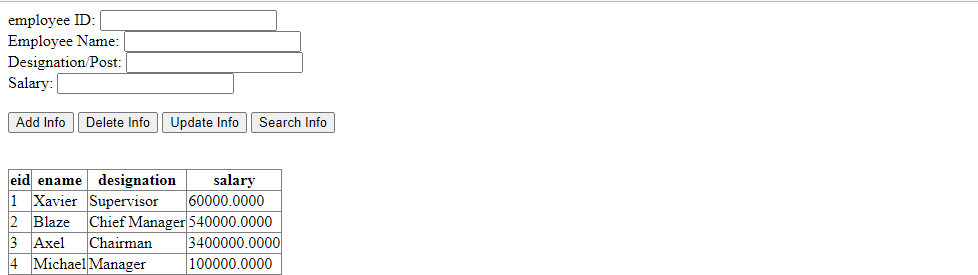 employee ID:
Employee Name:
Designation/Post:
Salary:
Add Info Delete Info Update Info Search Info
eid ename designation salary
1 Xavier Supervisor 60000.0000
2 Blaze Chief Manager 540000.0000
3 Axel Chairman 3400000.0000
4 Michael Manager 100000.0000